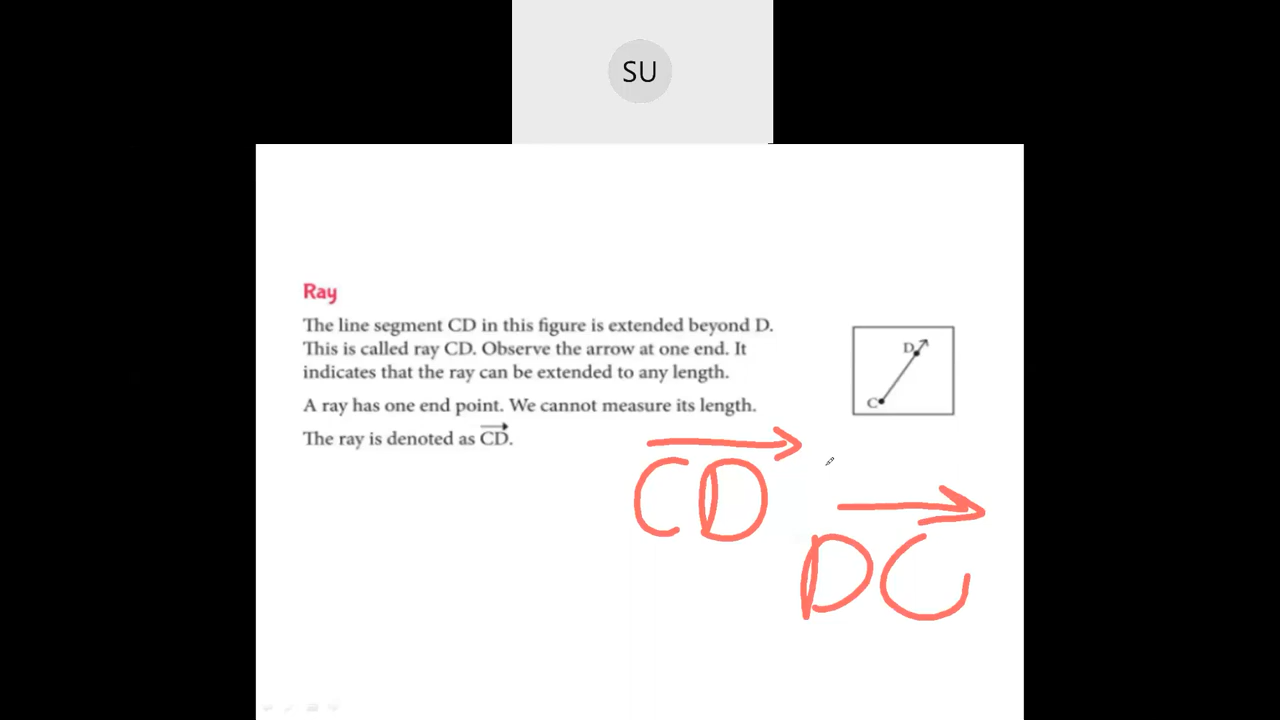 SU
Ray
The line segment CD in this figure is extended beyond D.
This is called ray CD. Observe the arrow at one end. It
indicates that the ray can be extended to any length.
D
C
A ray has one end point. We cannot measure its length.
The ray is denoted as CD.
CD
DC